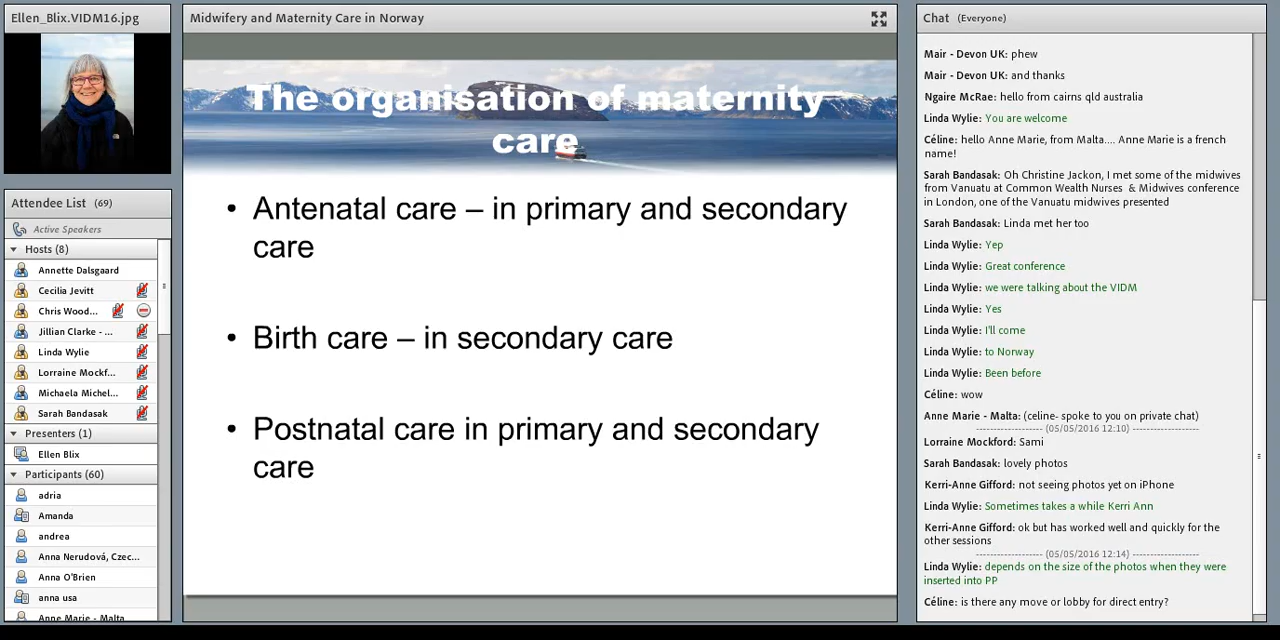 Ellen_Blix.VIDM16.jpg
Attendee List (69)
Active Speakers
Hosts (8)
Annette Dalsgaard
Cecilia Jevitt
Chris Wood...
Jillian Clarke - ...
Linda Wylie
Lorraine Mockf...
Michaela Michel...
Sarah Bandasak
Presenters (1)
Ellen Blix
Participants (60)
adria
Amanda
andrea
Anna Nerudová, Czec...
Anna O'Brien
anna usa
Anne Marie - Malta
Midwifery and Maternity Care in Norway
The organisation of maternity
care
• Antenatal care – in primary and secondary
care
• Birth care – in secondary care
• Postnatal care in primary and secondary
care
Chat (Everyone)
Mair - Devon UK: phew
Mair - Devon UK: and thanks
Ngaire McRae: hello from cairns qld australia
Linda Wylie: You are welcome
Céline: hello Anne Marie, from Malta.... Anne Marie is a french
name!
Sarah Bandasak: Oh Christine Jackon, I met some of the midwives
from Vanuatu at Common Wealth Nurses & Midwives conference
in London, one of the Vanuatu midwives presented
Sarah Bandasak: Linda met her too
Linda Wylie: Yep
Linda Wylie: Great conference
Linda Wylie: we were talking about the VIDM
Linda Wylie: Yes
Linda Wylie: I'll come
Linda Wylie: to Norway
Linda Wylie: Been before
Céline: wow
Anne Marie - Malta: (celine- spoke to you on private chat)
-------------------- (05/05/2016 12:10) --------------------
Lorraine Mockford: Sami
Sarah Bandasak: lovely photos
Kerri-Anne Gifford: not seeing photos yet on iPhone
Linda Wylie: Sometimes takes a while Kerri Ann
Kerri-Anne Gifford: ok but has worked well and quickly for the
other sessions
-------------------- (05/05/2016 12:14) --------------------
Linda Wylie: depends on the size of the photos when they were
inserted into PP
Céline: is there any move or lobby for direct entry?